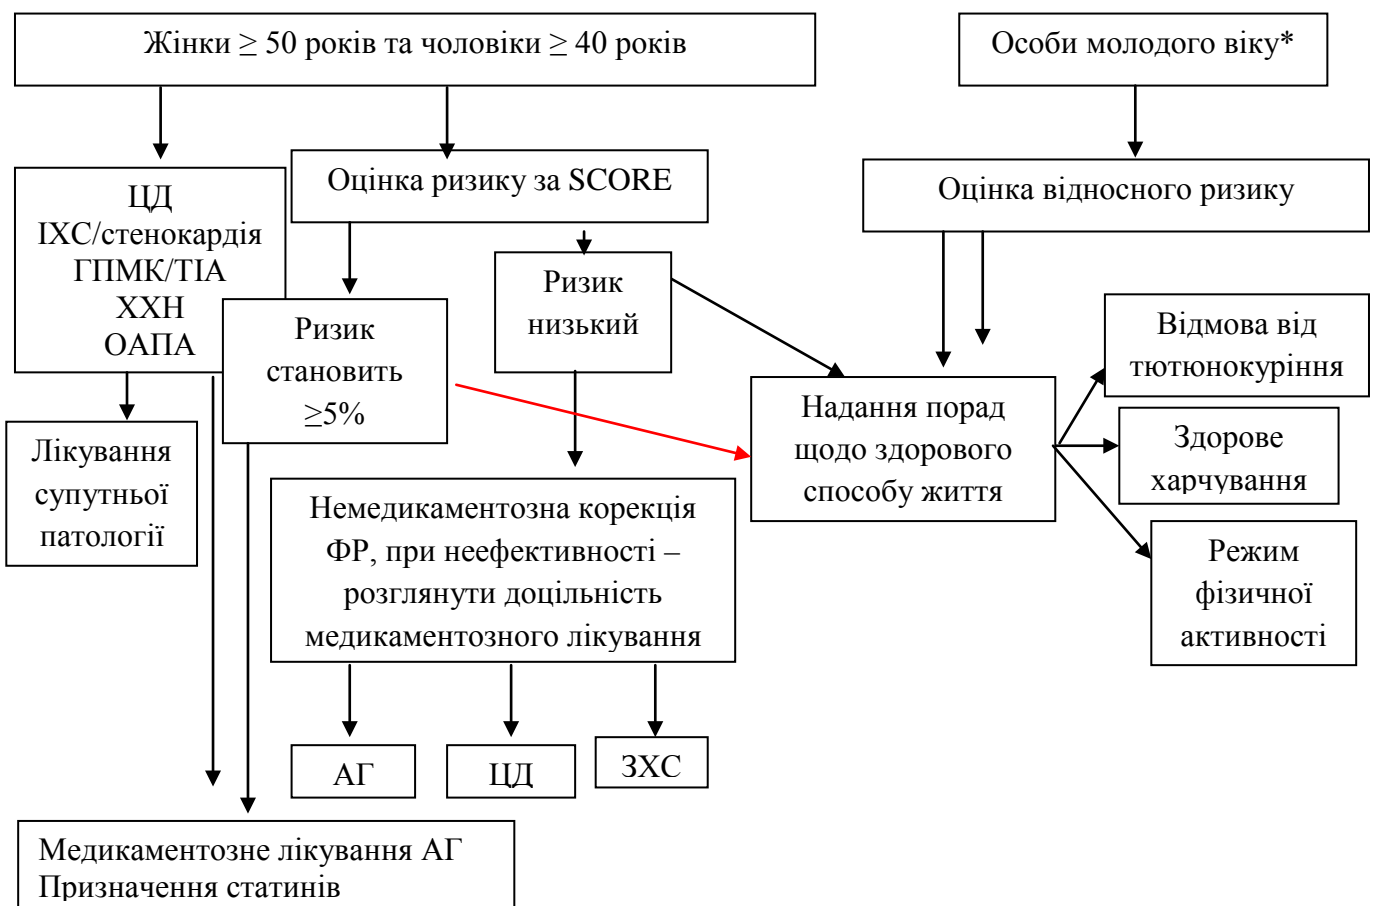 Жінки ≥ 50 років та чоловіки ≥ 40 років
Особи молодого віку*
ЦД
ІХС/стенокардія
ГПМК/ТІА
ХХН
ОАПА
Оцінка ризику за SCORE
Оцінка відносного ризику
Ризик
становить
≥5%
Ризик
низький
Відмова від
тютюнокуріння
Здорове
харчування
Режим
фізичної
активності
Надання порад
щодо здорового
способу життя
Лікування
супутньої
патології
Немедикаментозна корекція
ФР, при неефективності –
розглянути доцільність
медикаментозного лікування
АГ
ЦД
ЗХС
Медикаментозне лікування АГ
Призначення статинів